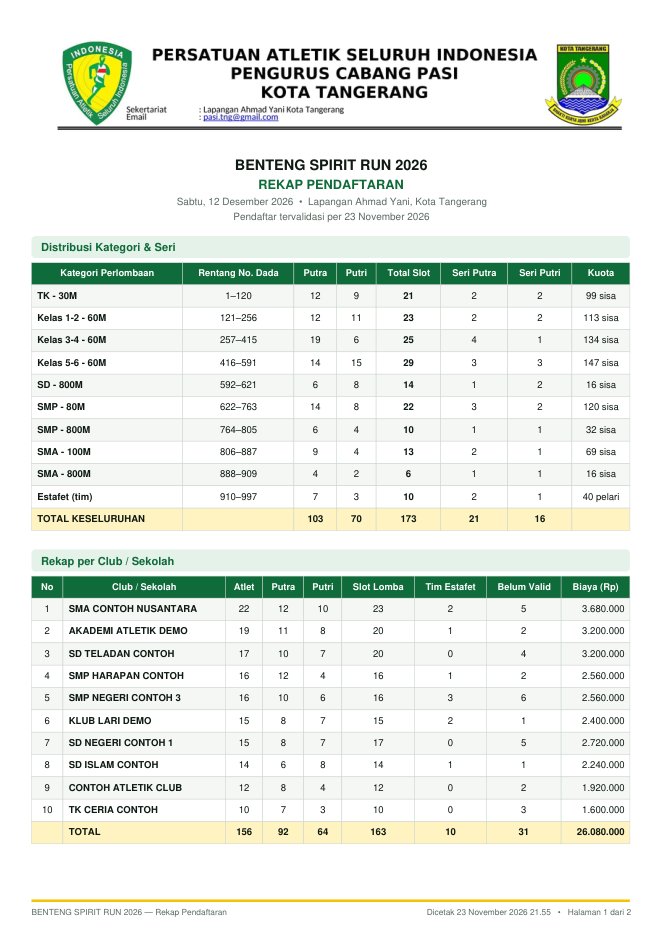 INDONESIA
Persatuan Atletik Seluruh Indonesia
PERSATUAN ATLETIK SELURUH INDONESIA
PENGURUS CABANG PASI
KOTA TANGERANG
Sekertariat : Lapangan Ahmad Yani Kota Tangerang
Email : pasi.tng@gmail.com
KOTA TANGERANG
BENTENG SPIRIT RUN 2026
REKAP PENDAFTARAN
Sabtu, 12 Desember 2026 • Lapangan Ahmad Yani, Kota Tangerang
Pendaftar tervalidasi per 23 November 2026
Distribusi Kategori & Seri
Kategori Perlombaan Rentang No. Dada Putra Putri Total Slot Seri Putra Seri Putri Kuota
TK - 30M 1–120 12 9 21 2 2 99 sisa
Kelas 1-2 - 60M 121–256 12 11 23 2 2 113 sisa
Kelas 3-4 - 60M 257–415 19 6 25 4 1 134 sisa
Kelas 5-6 - 60M 416–591 14 15 29 3 3 147 sisa
SD - 800M 592–621 6 8 14 1 2 16 sisa
SMP - 80M 622–763 14 8 22 3 2 120 sisa
SMP - 800M 764–805 6 4 10 1 1 32 sisa
SMA - 100M 806–887 9 4 13 2 1 69 sisa
SMA - 800M 888–909 4 2 6 1 1 16 sisa
Estafet (tim) 910–997 7 3 10 2 1 40 pelari
TOTAL KESELURUHAN 103 70 173 21 16
Rekap per Club / Sekolah
No Club / Sekolah Atlet Putra Putri Slot Lomba Tim Estafet Belum Valid Biaya (Rp)
1 SMA CONTOH NUSANTARA 22 12 10 23 2 5 3.680.000
2 AKADEMI ATLETIK DEMO 19 11 8 20 1 2 3.200.000
3 SD TELADAN CONTOH 17 10 7 20 0 4 3.200.000
4 SMP HARAPAN CONTOH 16 12 4 16 1 2 2.560.000
5 SMP NEGERI CONTOH 3 16 10 6 16 3 6 2.560.000
6 KLUB LARI DEMO 15 8 7 15 2 1 2.400.000
7 SD NEGERI CONTOH 1 15 8 7 17 0 5 2.720.000
8 SD ISLAM CONTOH 14 6 8 14 1 1 2.240.000
9 CONTOH ATLETIK CLUB 12 8 4 12 0 2 1.920.000
10 TK CERIA CONTOH 10 7 3 10 0 3 1.600.000
TOTAL 156 92 64 163 10 31 26.080.000
BENTENG SPIRIT RUN 2026 — Rekap Pendaftaran Dicetak 23 November 2026 21.55 • Halaman 1 dari 2